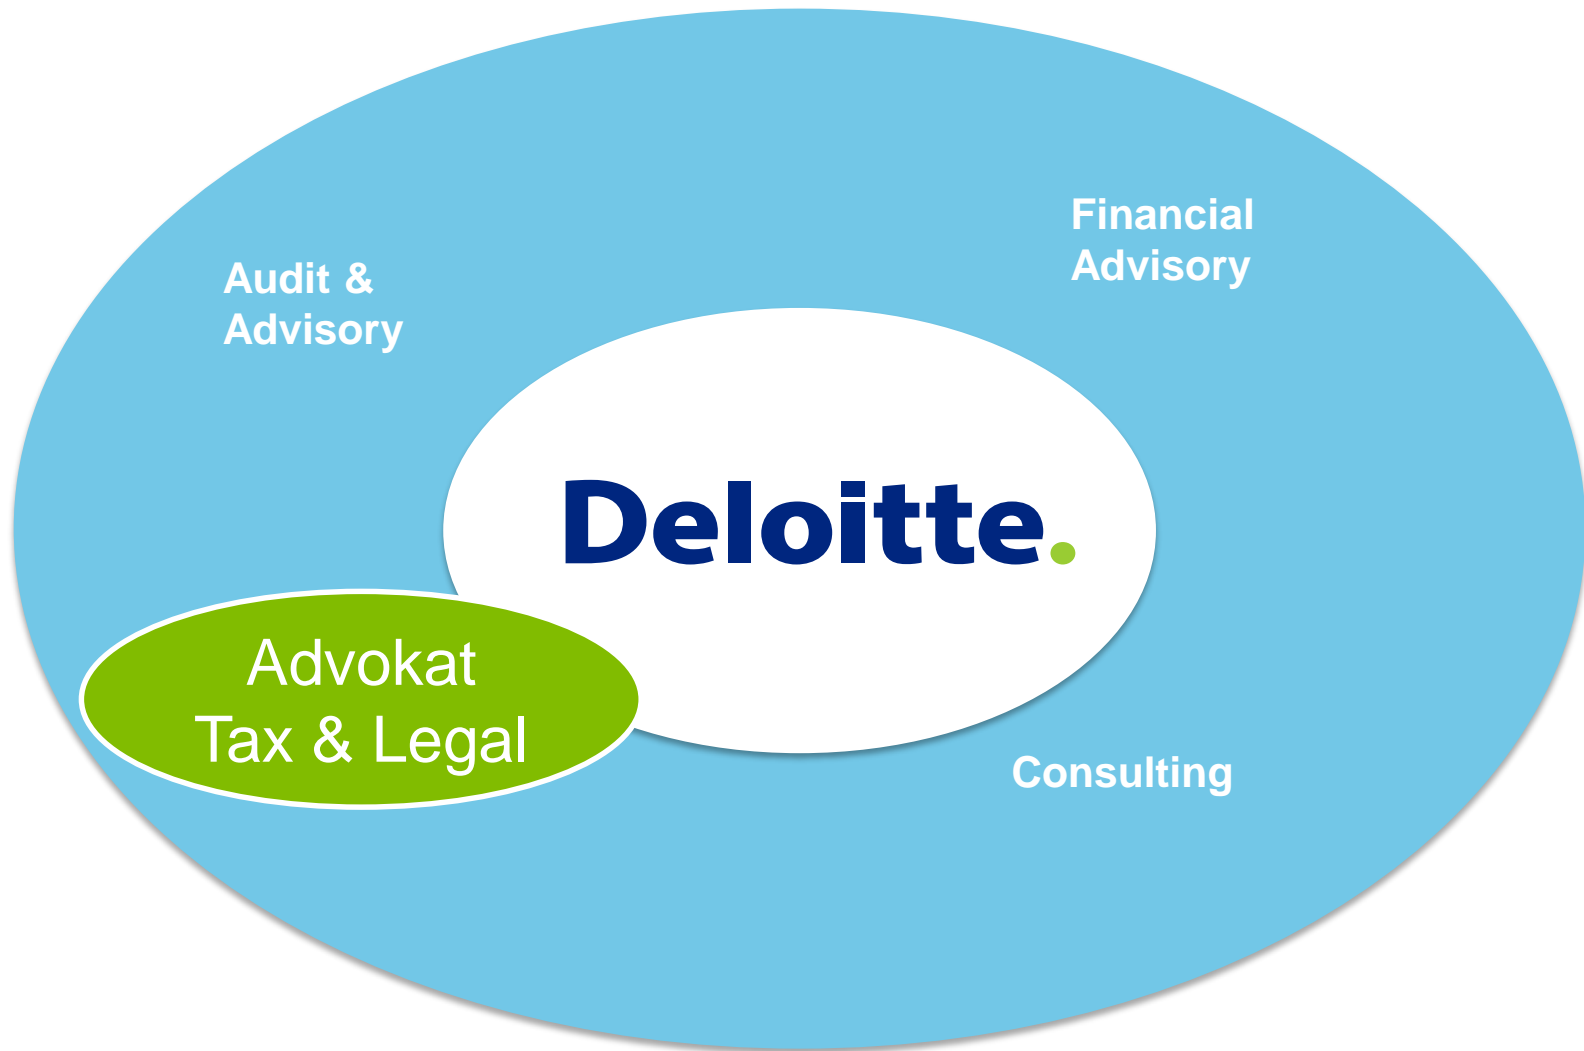 Financial
Advisory
Audit &
Advisory
Deloitte.
Advokat
Tax & Legal
Consulting